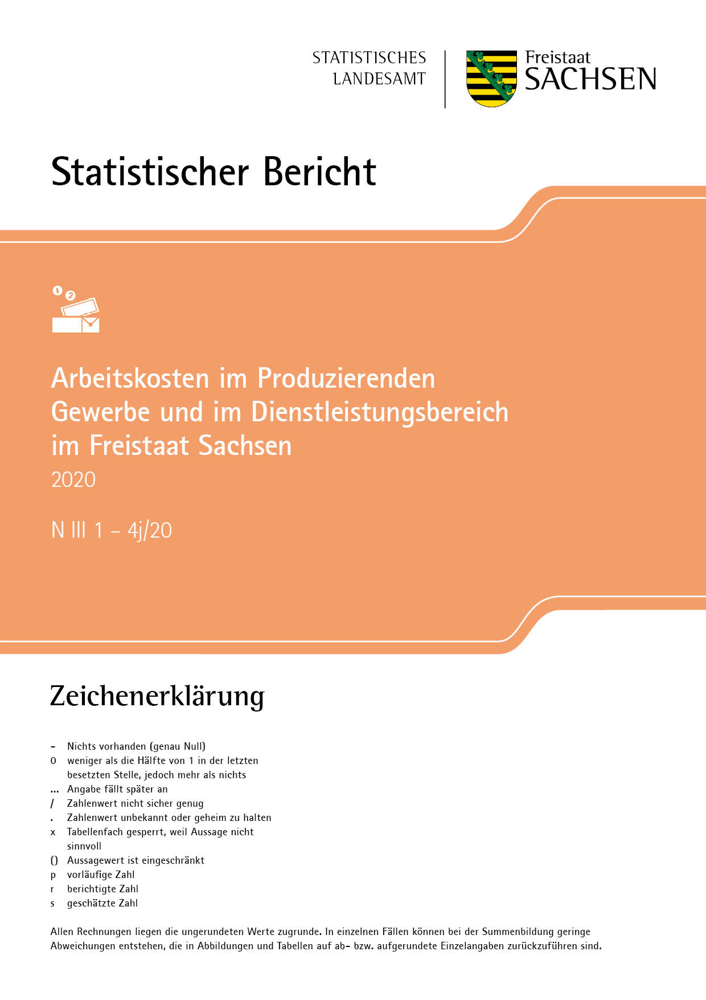 STATISTISCHES
LANDESAMT
Freistaat
SACHSEN
Statistischer Bericht
1
2
Arbeitskosten im Produzierenden
Gewerbe und im Dienstleistungsbereich
im Freistaat Sachsen
2020
N III 1 – 4j/20
Zeichenerklärung
- Nichts vorhanden (genau Null)
0 weniger als die Hälfte von 1 in der letzten
besetzten Stelle, jedoch mehr als nichts
... Angabe fällt später an
/ Zahlenwert nicht sicher genug
. Zahlenwert unbekannt oder geheim zu halten
x Tabellenfach gesperrt, weil Aussage nicht
sinnvoll
() Aussagewert ist eingeschränkt
p vorläufige Zahl
r berichtigte Zahl
s geschätzte Zahl
Allen Rechnungen liegen die ungerundeten Werte zugrunde. In einzelnen Fällen können bei der Summenbildung geringe
Abweichungen entstehen, die in Abbildungen und Tabellen auf ab- bzw. aufgerundete Einzelangaben zurückzuführen sind.